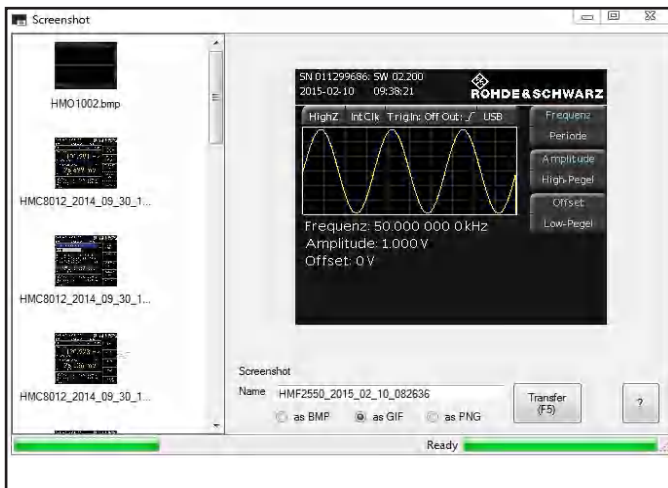 Screenshot
HMO1002.bmp
HMC8012_2014_09_30_1...
HMC8012_2014_09_30_1...
HMC8012_2014_09_30_1...
SN 011299686: SW 02.200
2015-02-10 09:38:21
ROHDE&SCHWARZ
HighZ IntClk TrigIn: Off Out: USB
Frequenz
Periode
Amplitude
High-Pegel
Offset
Low-Pegel
Frequenz: 50.000 000 0kHz
Amplitude: 1.000 V
Offset: 0 V
Screenshot
Name HMF2550_2015_02_10_082636
as BMP as GIF as PNG
Transfer
(F5)
?
Ready